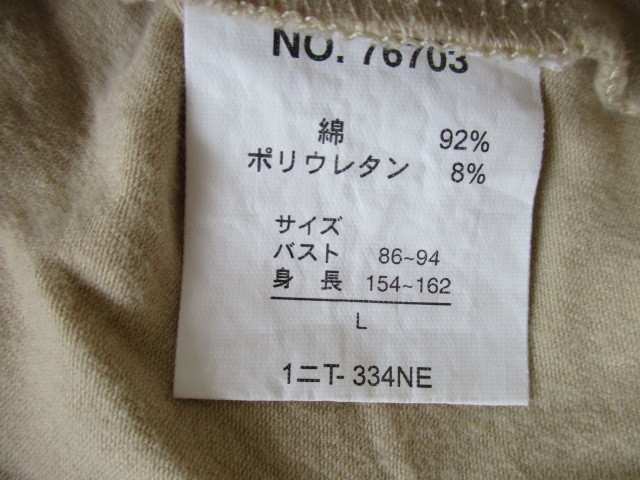 NO. 76703
綿 92%
ポリウレタン 8%
サイズ
バスト 86~94
身 長 154~162
L
1ニT- 334NE